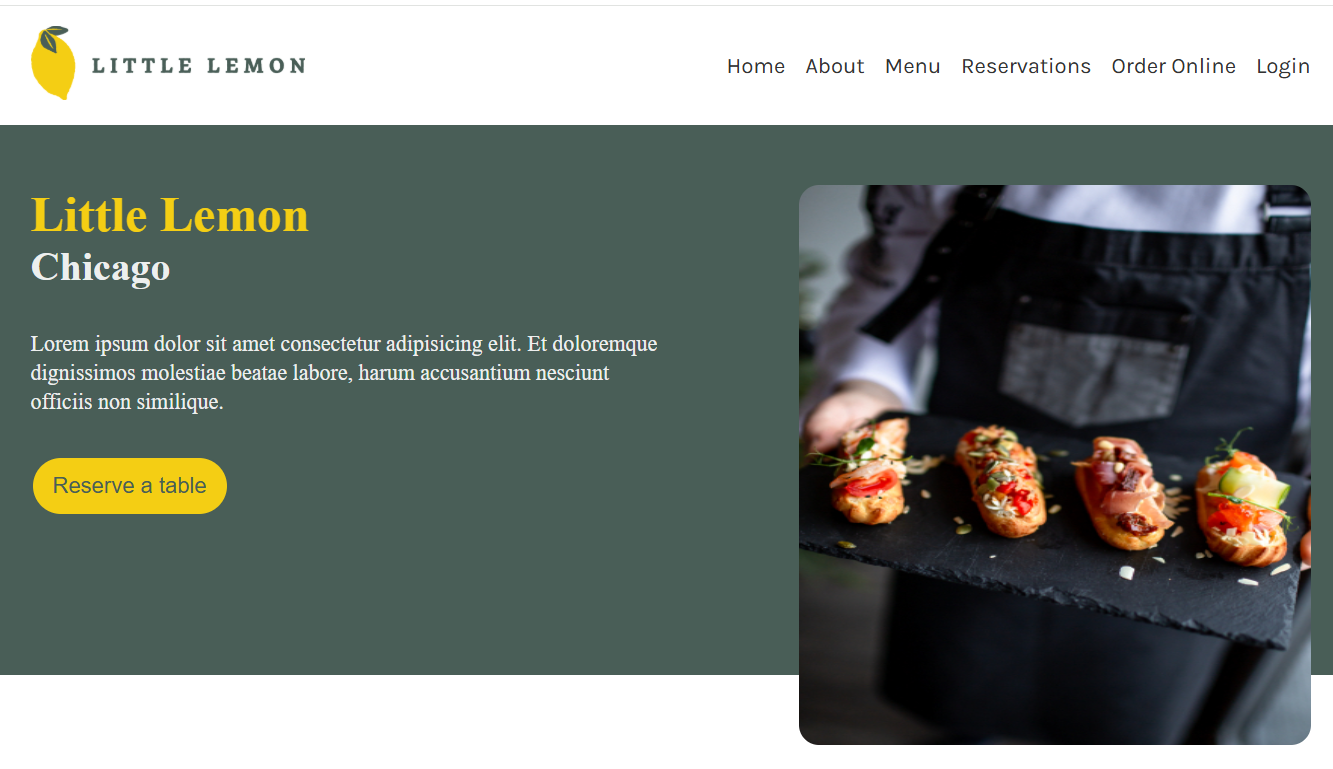 LITTLE LEMON
Home About Menu Reservations Order Online Login
Little Lemon
Chicago
Lorem ipsum dolor sit amet consectetur adipisicing elit. Et doloremque
dignissimos molestiae beatae labore, harum accusantium nesciunt
officiis non similique.
Reserve a table